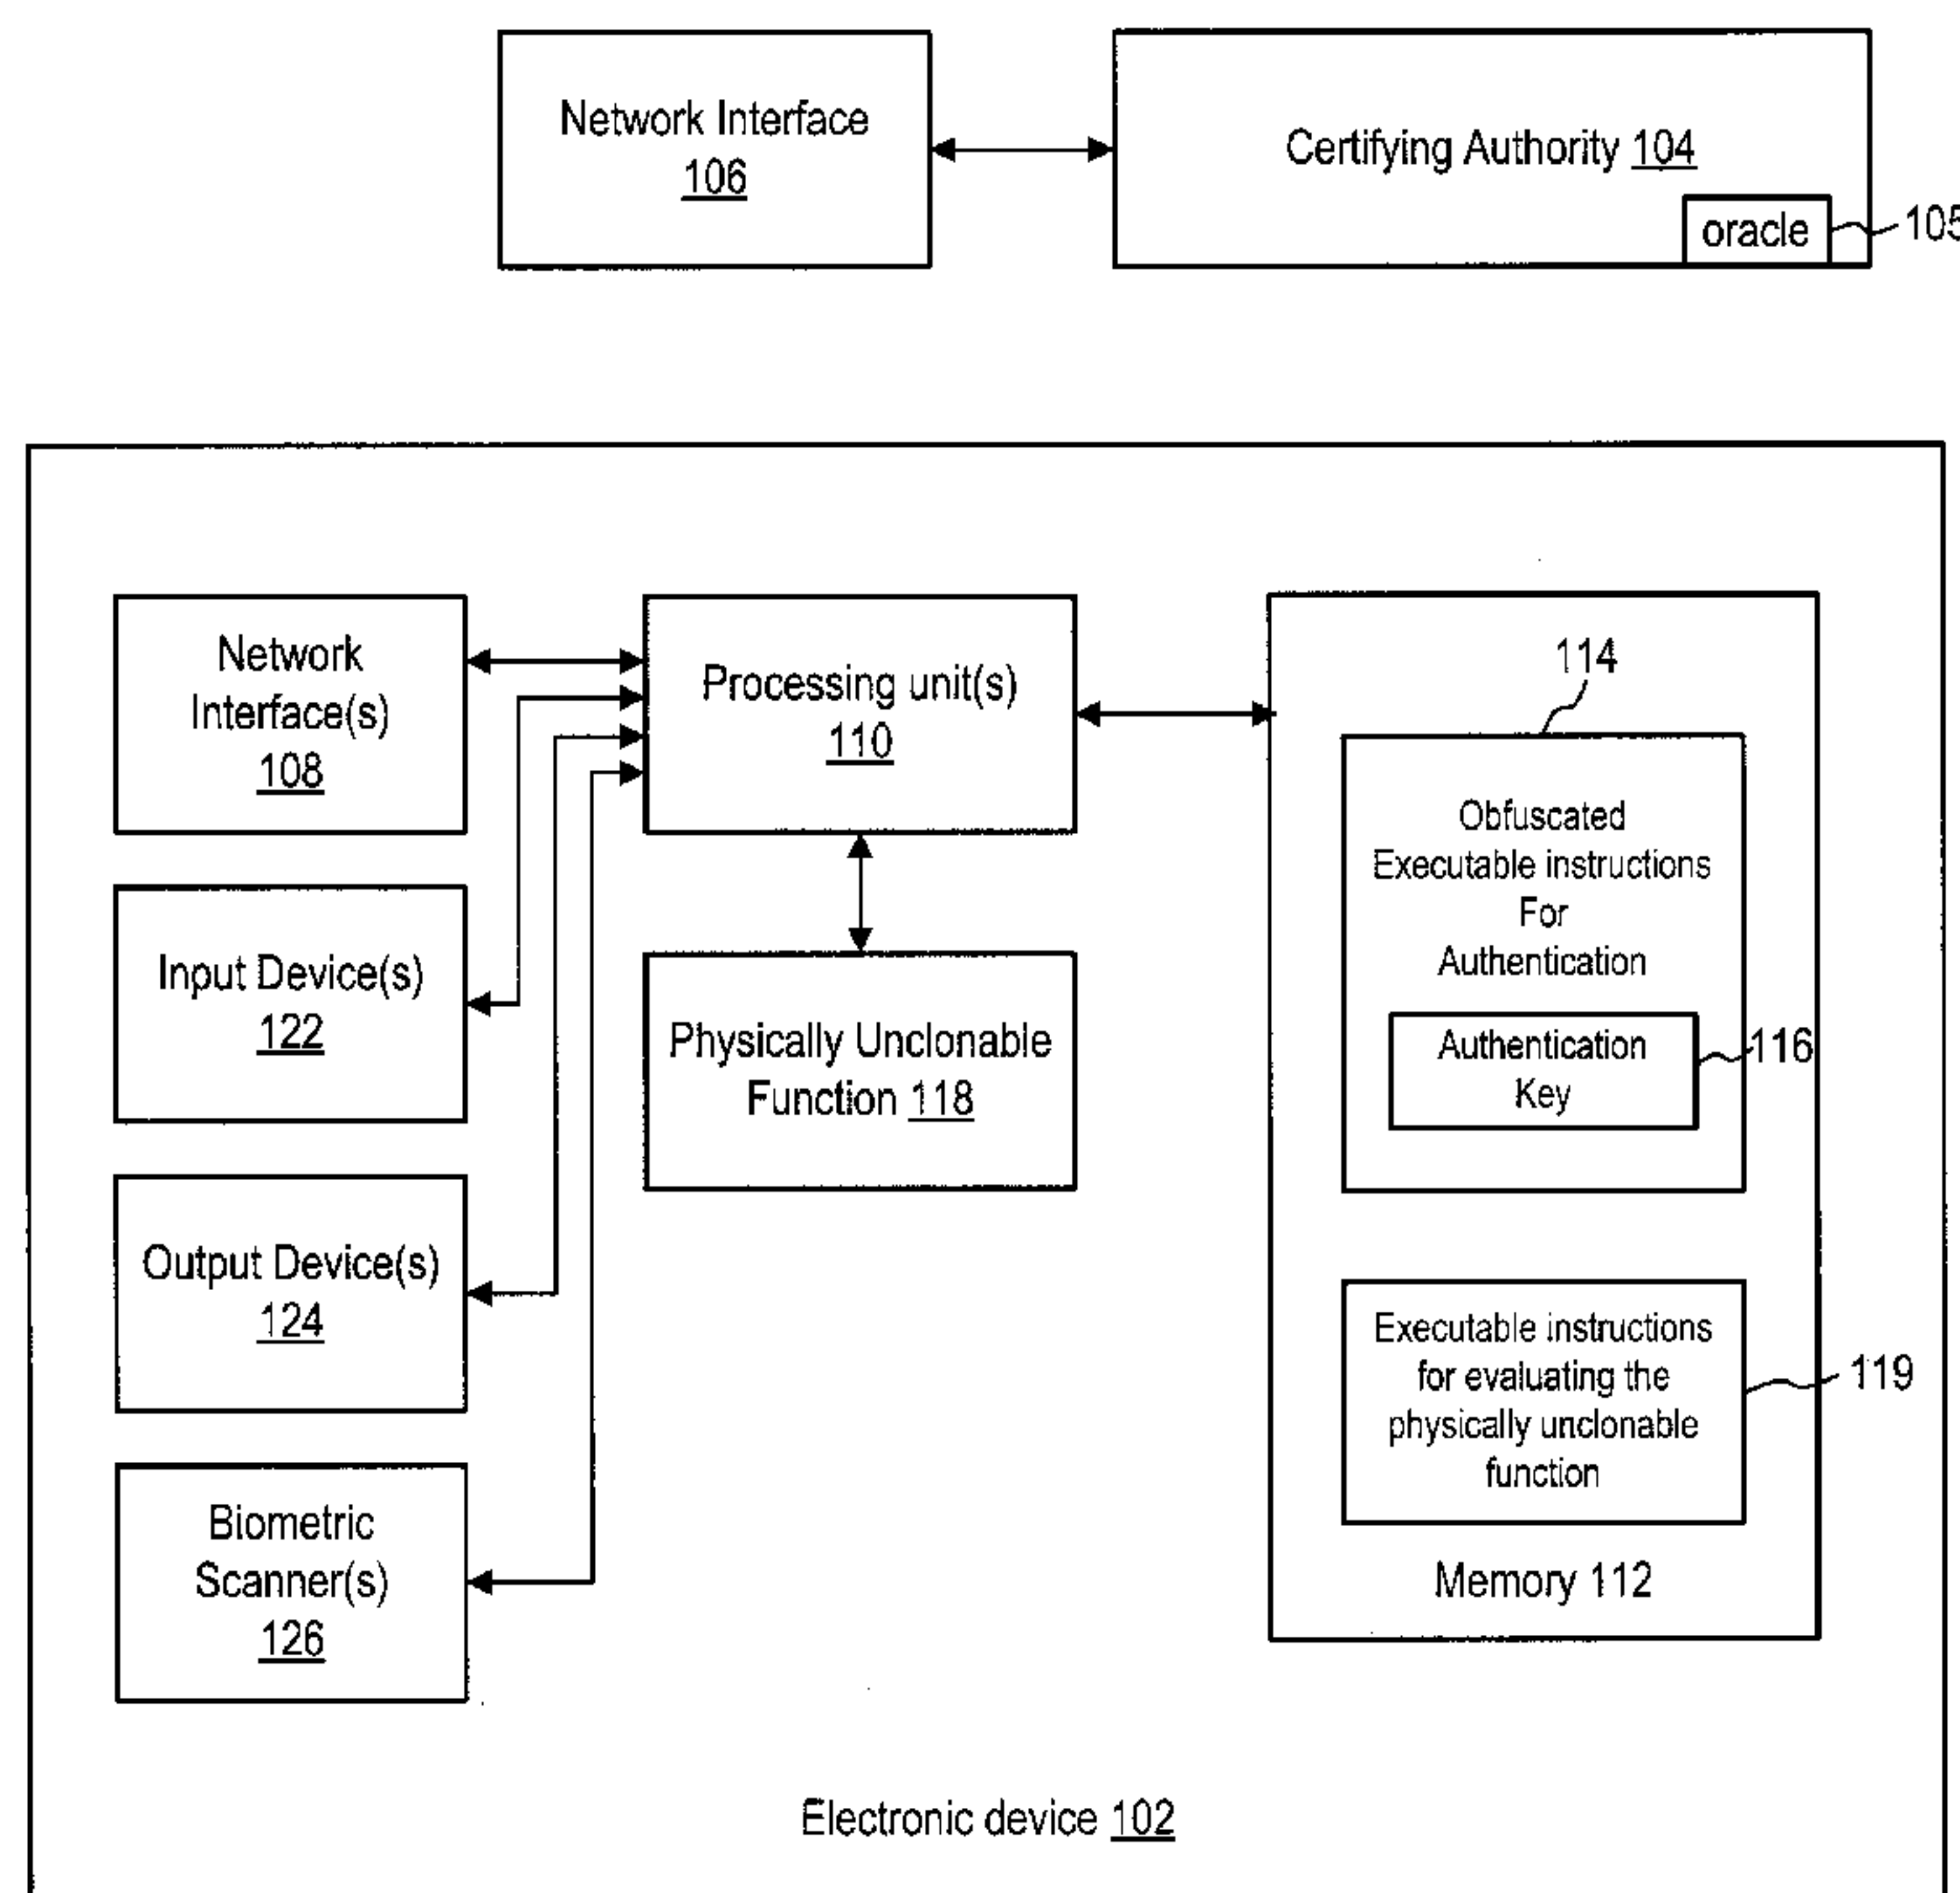 Network Interface
106
Certifying Authority 104
oracle
105
Network
Interface(s)
108
Processing unit(s)
110
114
Obfuscated
Executable instructions
For
Authentication
Authentication
Key
116
Input Device(s)
122
Physically Unclonable
Function 118
Output Device(s)
124
Executable instructions
for evaluating the
physically unclonable
function
119
Biometric
Scanner(s)
126
Memory 112
Electronic device 102